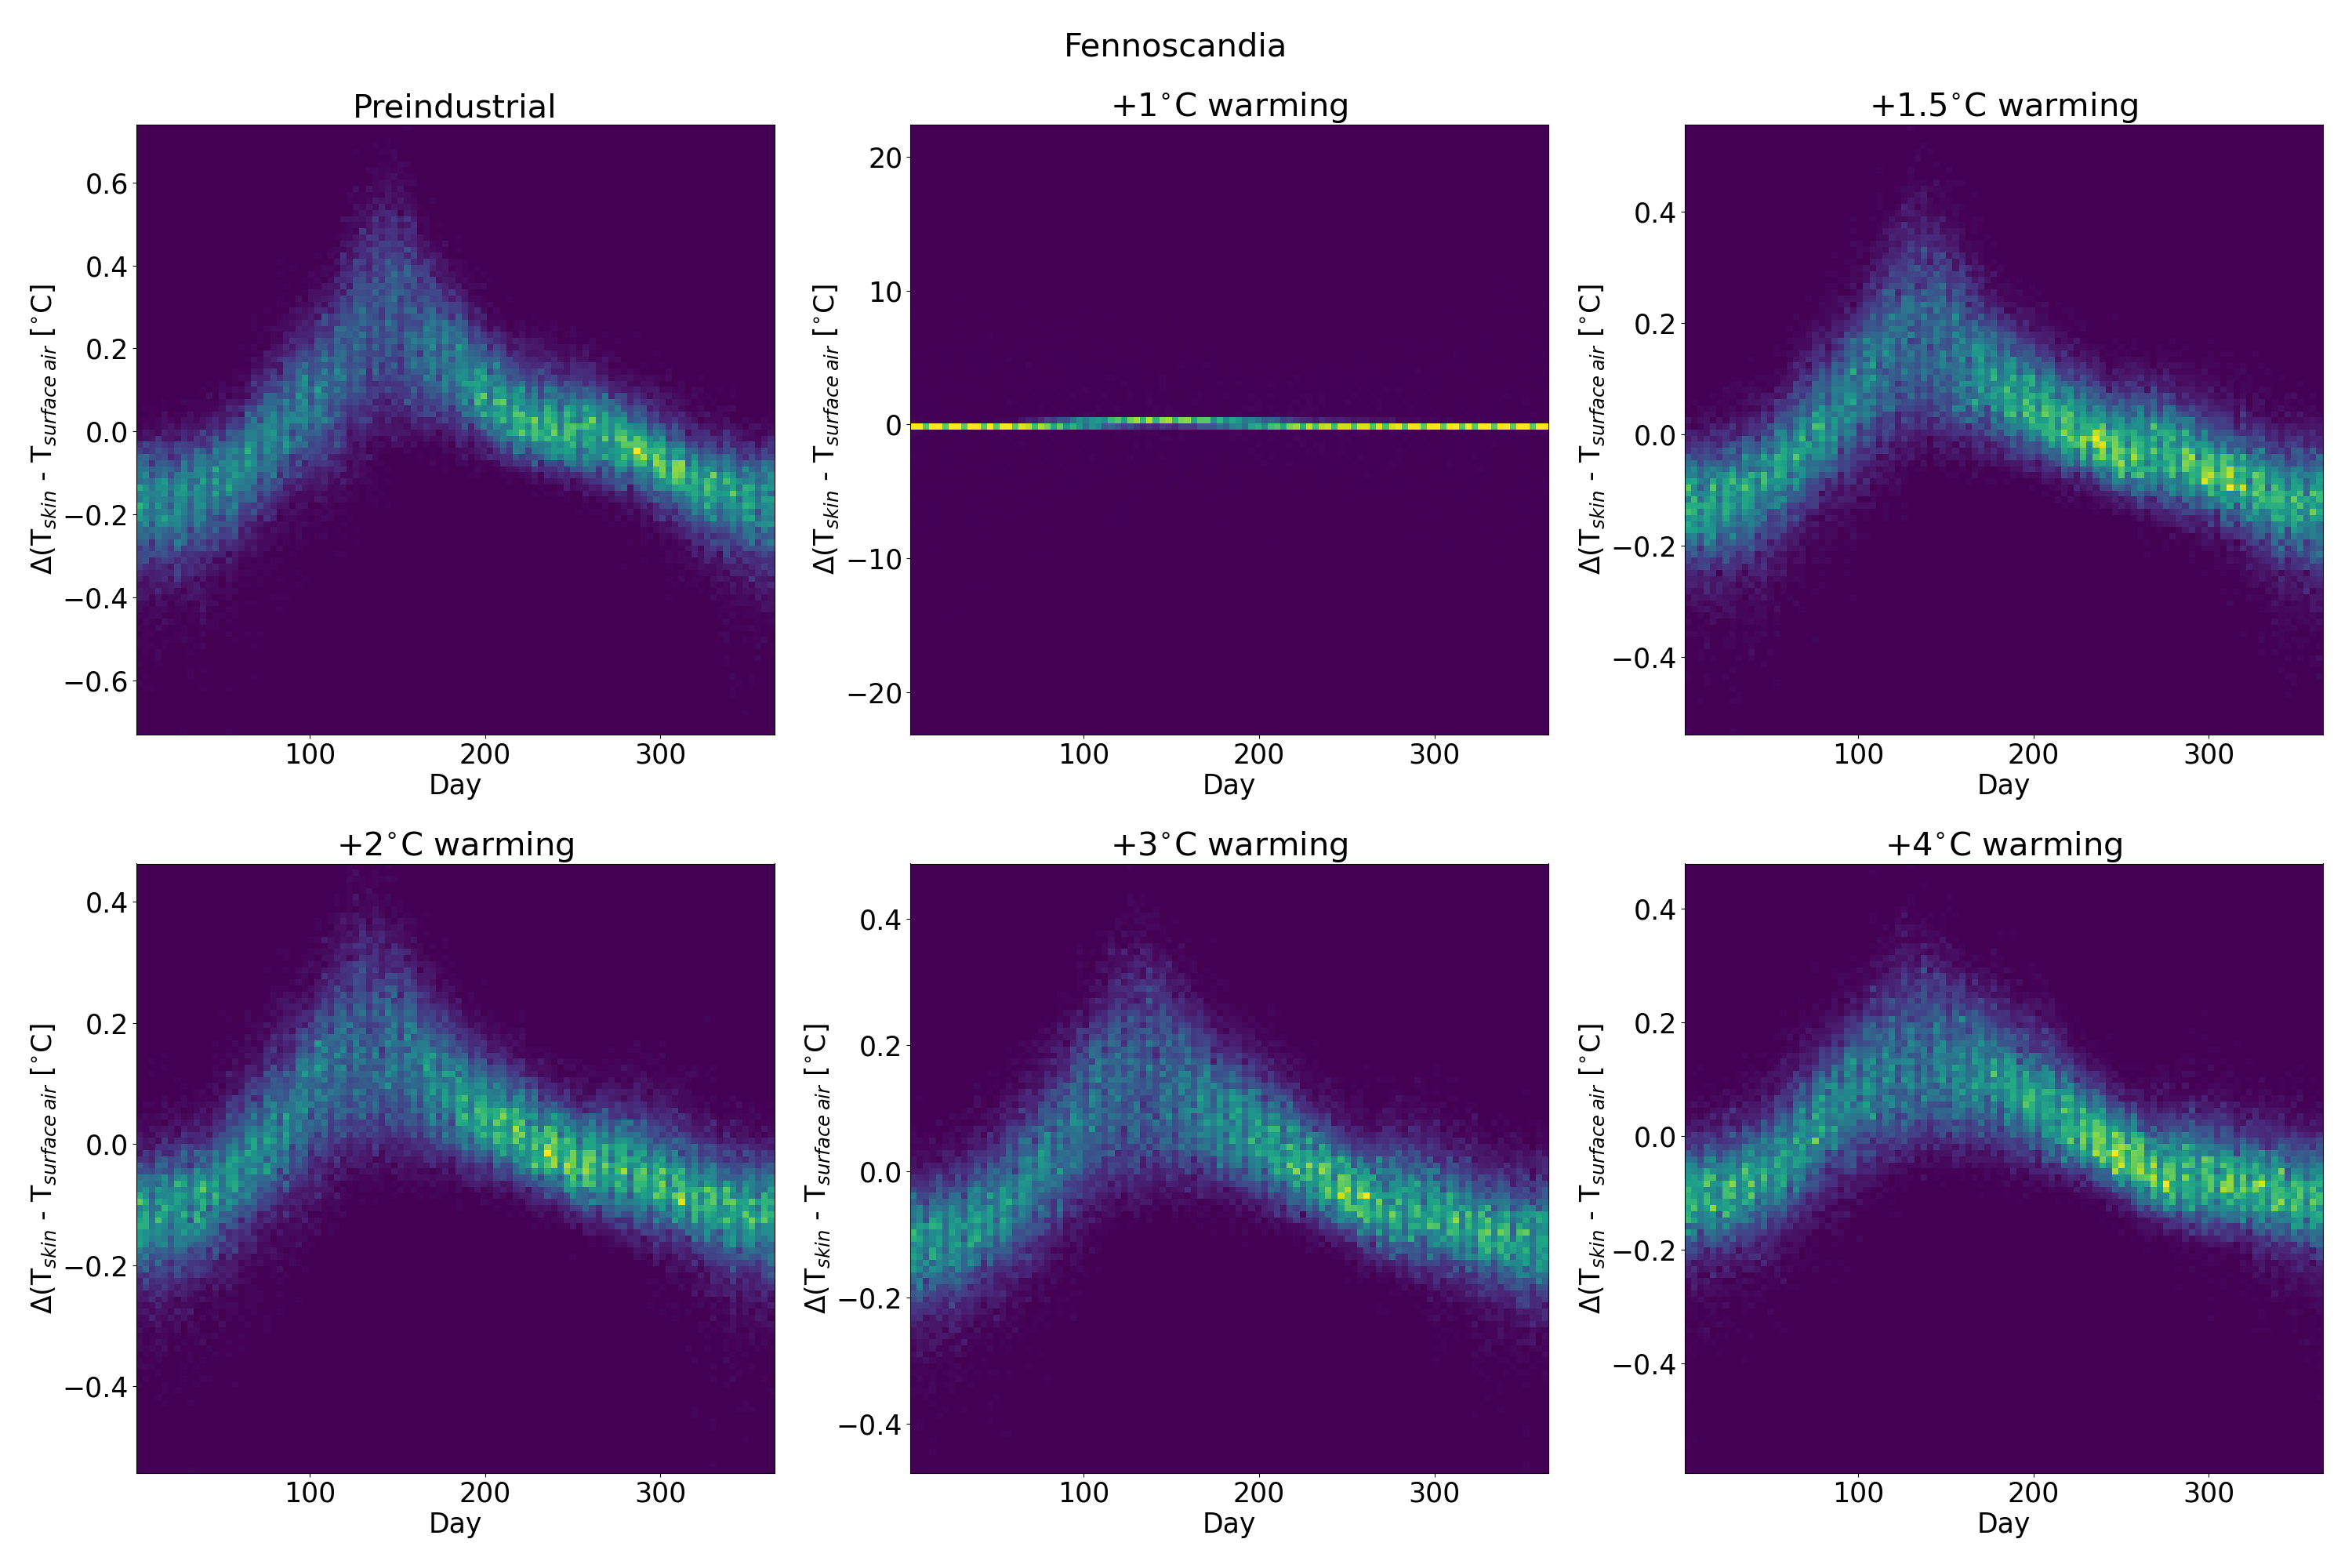 Fennoscandia
Preindustrial
0.6
0.4
0.2
0.0
−0.2
−0.4
−0.6
Δ(T_skin - T_surface air [°C]
100 200 300
Day
+1°C warming
20
10
0
−10
−20
Δ(T_skin - T_surface air [°C]
100 200 300
Day
+1.5°C warming
0.4
0.2
0.0
−0.2
−0.4
Δ(T_skin - T_surface air [°C]
100 200 300
Day
+2°C warming
0.4
0.2
0.0
−0.2
−0.4
Δ(T_skin - T_surface air [°C]
100 200 300
Day
+3°C warming
0.4
0.2
0.0
−0.2
−0.4
Δ(T_skin - T_surface air [°C]
100 200 300
Day
+4°C warming
0.4
0.2
0.0
−0.2
−0.4
Δ(T_skin - T_surface air [°C]
100 200 300
Day